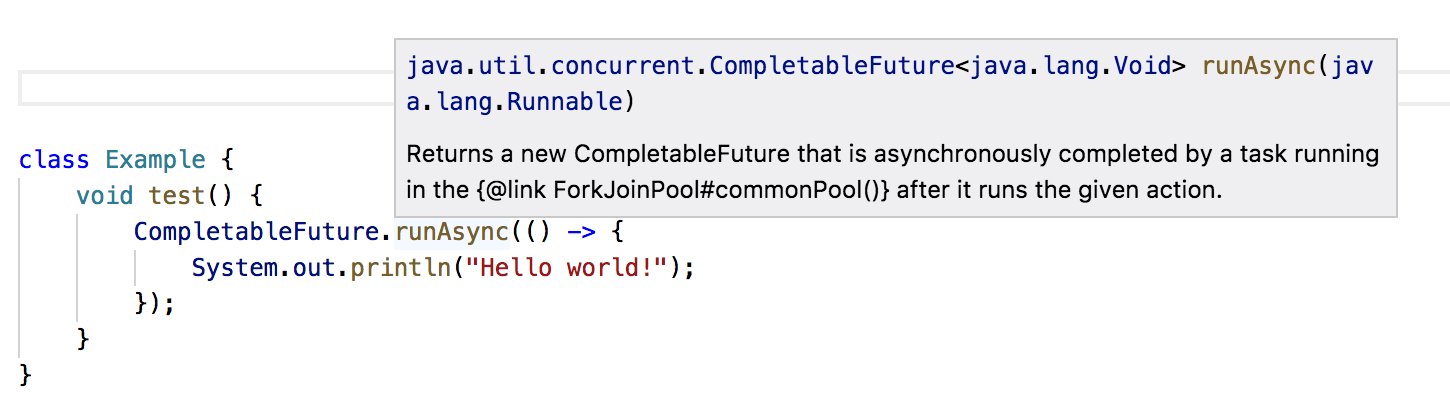 java.util.concurrent.CompletableFuture<java.lang.Void> runAsync(jav
a.lang.Runnable)
Returns a new CompletableFuture that is asynchronously completed by a task running
in the {@link ForkJoinPool#commonPool()} after it runs the given action.
class Example {
    void test() {
        CompletableFuture.runAsync(() -> {
            System.out.println("Hello world!");
        });
    }
}